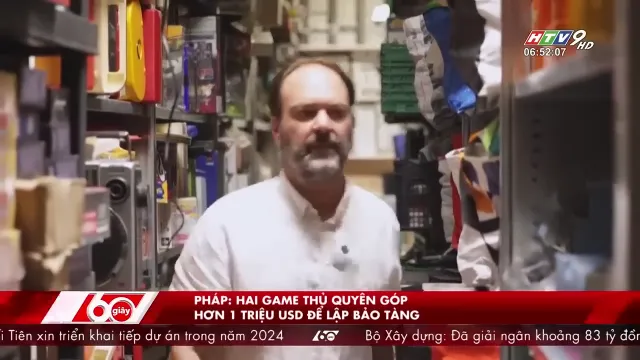 HTV9 HD
06:52:07
60 giây
PHÁP: HAI GAME THỦ QUYÊN GÓP
HƠN 1 TRIỆU USD ĐỂ LẬP BẢO TÀNG
Tiên xin triển khai tiếp dự án trong năm 2024
Bộ Xây dựng: Đã giải ngân khoảng 83 tỷ
60